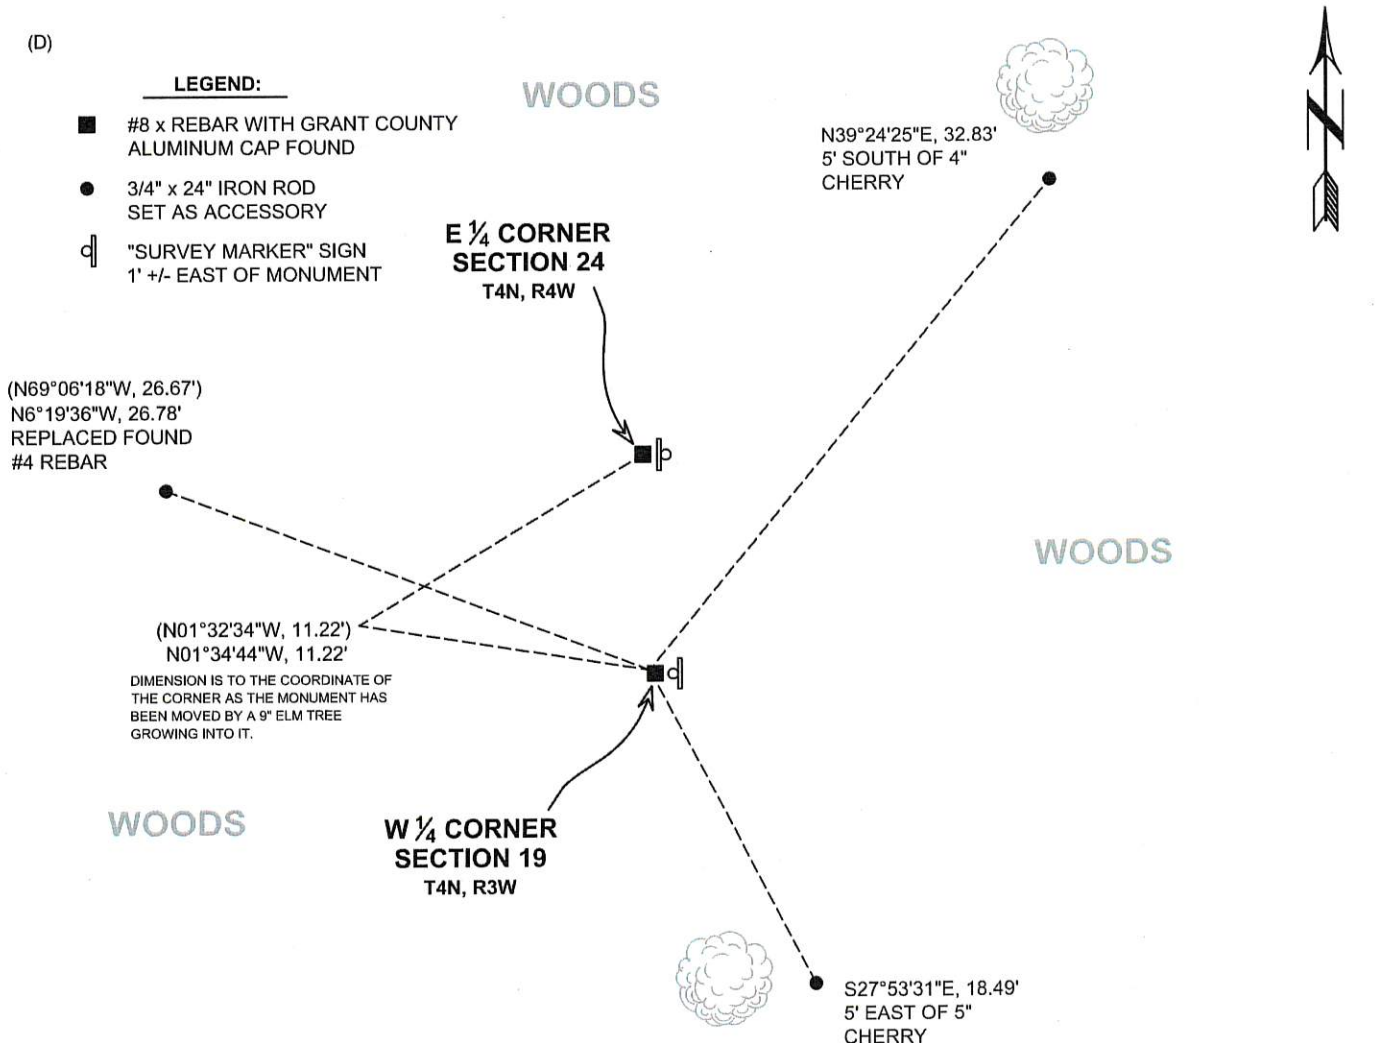 (D)
LEGEND:
#8 x REBAR WITH GRANT COUNTY
ALUMINUM CAP FOUND
3/4" x 24" IRON ROD
SET AS ACCESSORY
"SURVEY MARKER" SIGN
1' +/- EAST OF MONUMENT
WOODS
N39°24'25"E, 32.83'
5' SOUTH OF 4"
CHERRY
N
E 1/4 CORNER
SECTION 24
T4N, R4W
(N69°06'18"W, 26.67')
N6°19'36"W, 26.78'
REPLACED FOUND
#4 REBAR
WOODS
(N01°32'34"W, 11.22')
N01°34'44"W, 11.22'
DIMENSION IS TO THE COORDINATE OF
THE CORNER AS THE MONUMENT HAS
BEEN MOVED BY A 9" ELM TREE
GROWING INTO IT.
WOODS
W 1/4 CORNER
SECTION 19
T4N, R3W
S27°53'31"E, 18.49'
5' EAST OF 5"
CHERRY